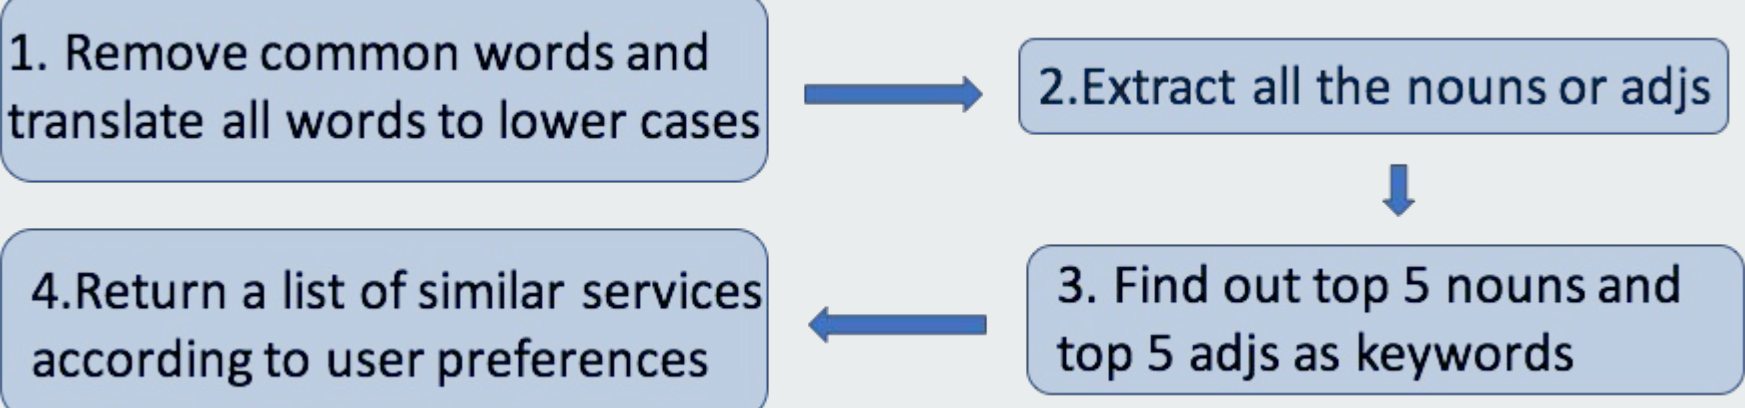 1. Remove common words and
translate all words to lower cases
2.Extract all the nouns or adjs
3. Find out top 5 nouns and
top 5 adjs as keywords
4.Return a list of similar services
according to user preferences